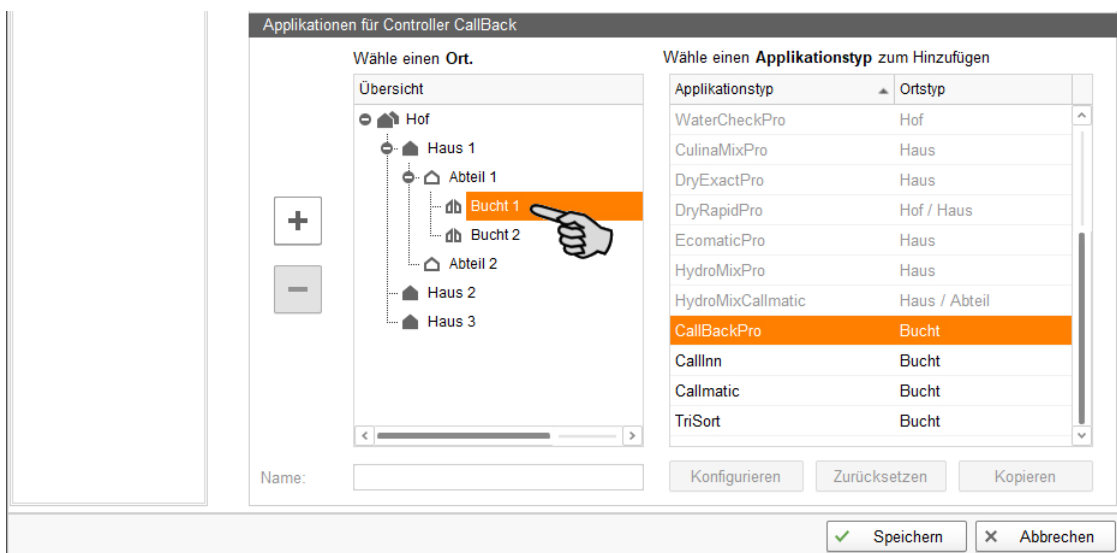 Applikationen für Controller CallBack
Wähle einen Ort.
Übersicht
Hof
Haus 1
Abteil 1
Bucht 1
Bucht 2
Abteil 2
Haus 2
Haus 3
Wähle einen Applikationstyp zum Hinzufügen
Applikationstyp Ortstyp
WaterCheckPro Hof
CulinaMixPro Haus
DryExactPro Haus
DryRapidPro Hof / Haus
EcomaticPro Haus
HydroMixPro Haus
HydroMixCallmatic Haus / Abteil
CallBackPro Bucht
CallInn Bucht
Callmatic Bucht
TriSort Bucht
Name:
Konfigurieren Zurücksetzen Kopieren
Speichern Abbrechen